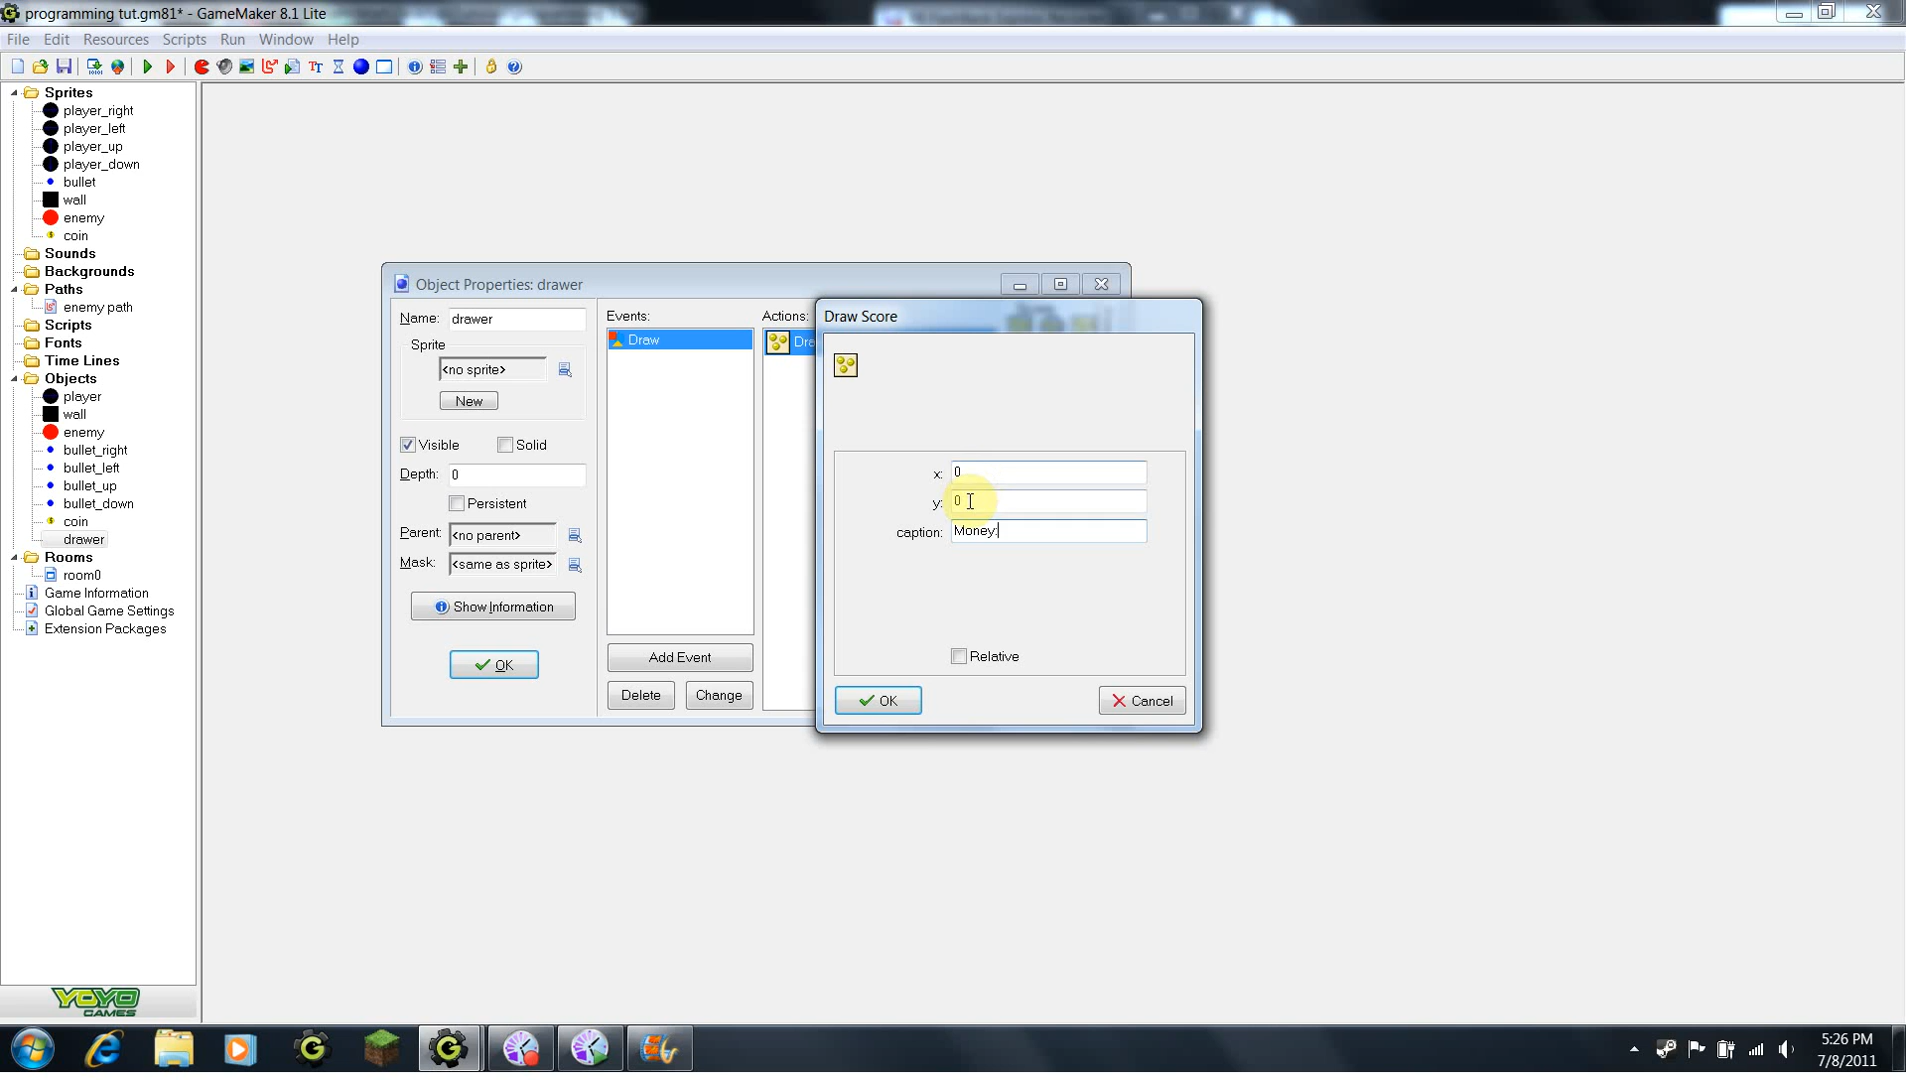 programming tut.gm81* - GameMaker 8.1 Lite
File Edit Resources Scripts Run Window Help
Sprites
player_right
player_left
player_up
player_down
bullet
wall
enemy
coin
Sounds
Backgrounds
Paths
enemy path
Scripts
Fonts
Time Lines
Objects
player
wall
enemy
bullet_right
bullet_left
bullet_up
bullet_down
coin
drawer
Rooms
room0
Game Information
Global Game Settings
Extension Packages
YOYO
GAMES
Object Properties: drawer
Name: drawer
Sprite
<no sprite>
New
Visible Solid
Depth: 0
Persistent
Parent: <no parent>
Mask: <same as sprite>
Show Information
OK
Events:
Draw
Add Event
Delete Change
Actions:
Dra
Draw Score
x: 0
y: 0
caption: Money:
Relative
OK Cancel
5:26 PM
7/8/2011